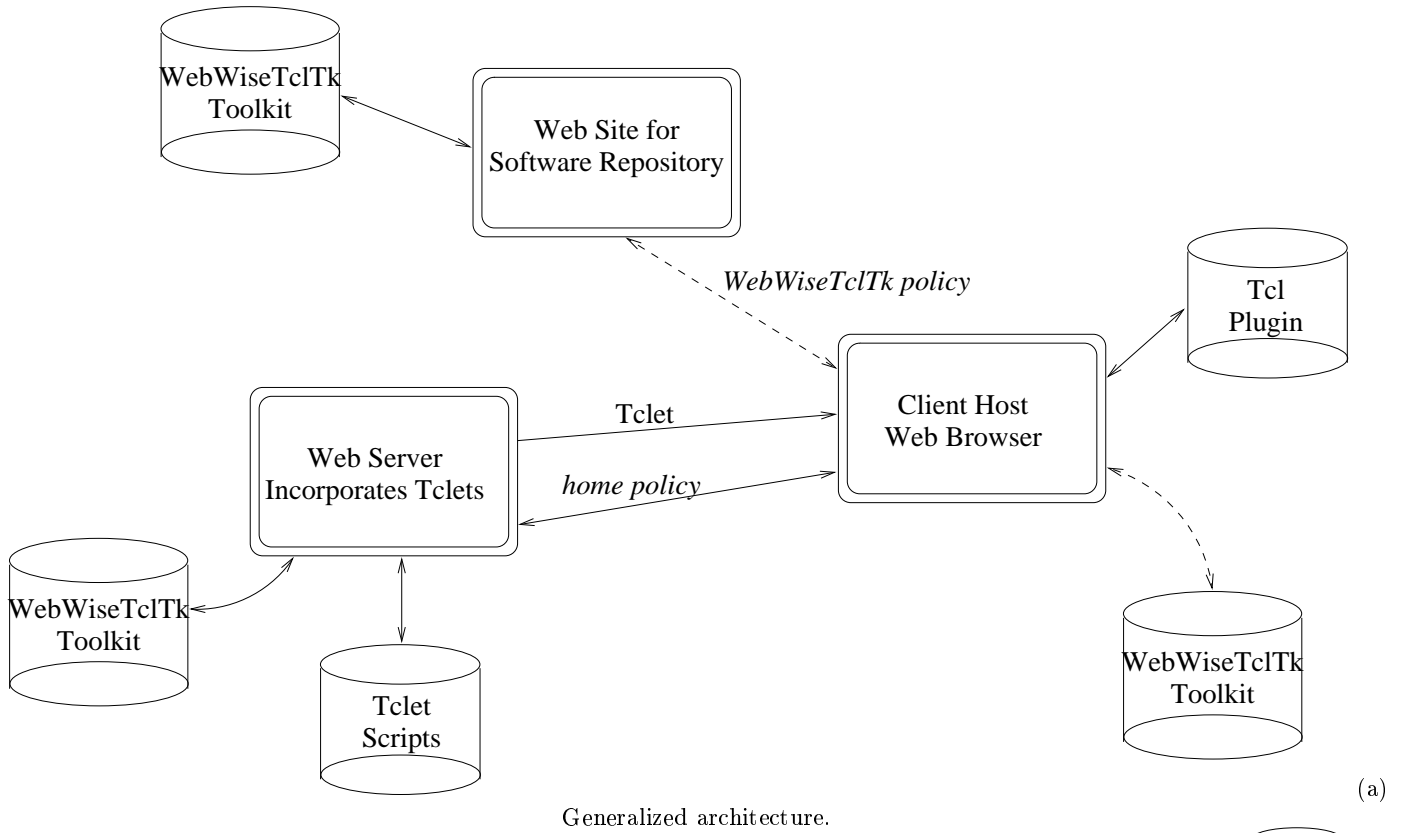 WebWiseTclTk
Toolkit
Web Site for
Software Repository
WebWiseTclTk policy
Tcl
Plugin
Client Host
Web Browser
Tclet
Web Server
Incorporates Tclets
home policy
WebWiseTclTk
Toolkit
Tclet
Scripts
WebWiseTclTk
Toolkit
(a)
Generalized architecture.